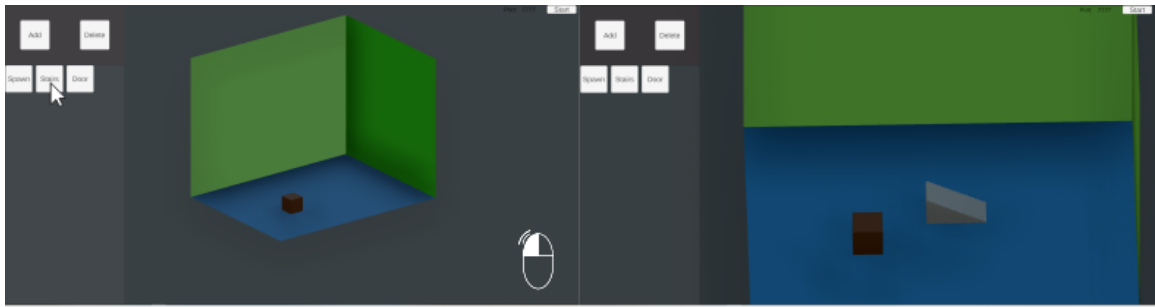 Start
Add
Delete
Spawn
Stairs
Door
Start
Add
Delete
Spawn
Stairs
Door